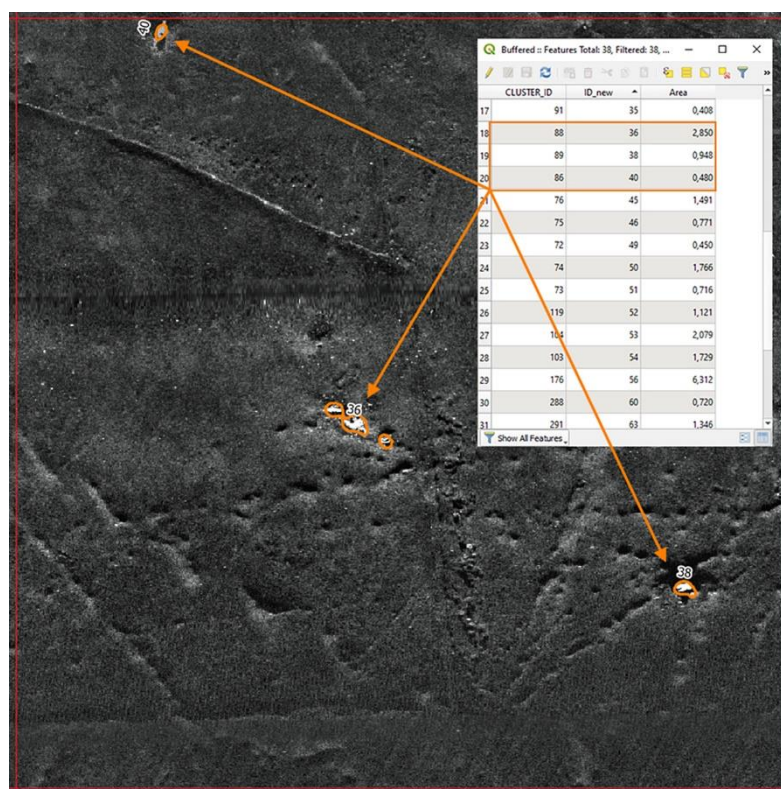 40
Buffered :: Features Total: 38, Filtered: 38, ...
CLUSTER_ID ID_new Area
17 91 35 0,408
18 88 36 2,850
19 89 38 0,948
20 86 40 0,480
21 76 45 1,491
22 75 46 0,771
23 72 49 0,450
24 74 50 1,766
25 73 51 0,716
26 119 52 1,121
27 104 53 2,079
28 103 54 1,729
29 176 56 6,312
30 288 60 0,720
31 291 63 1,346
Show All Features
36
38